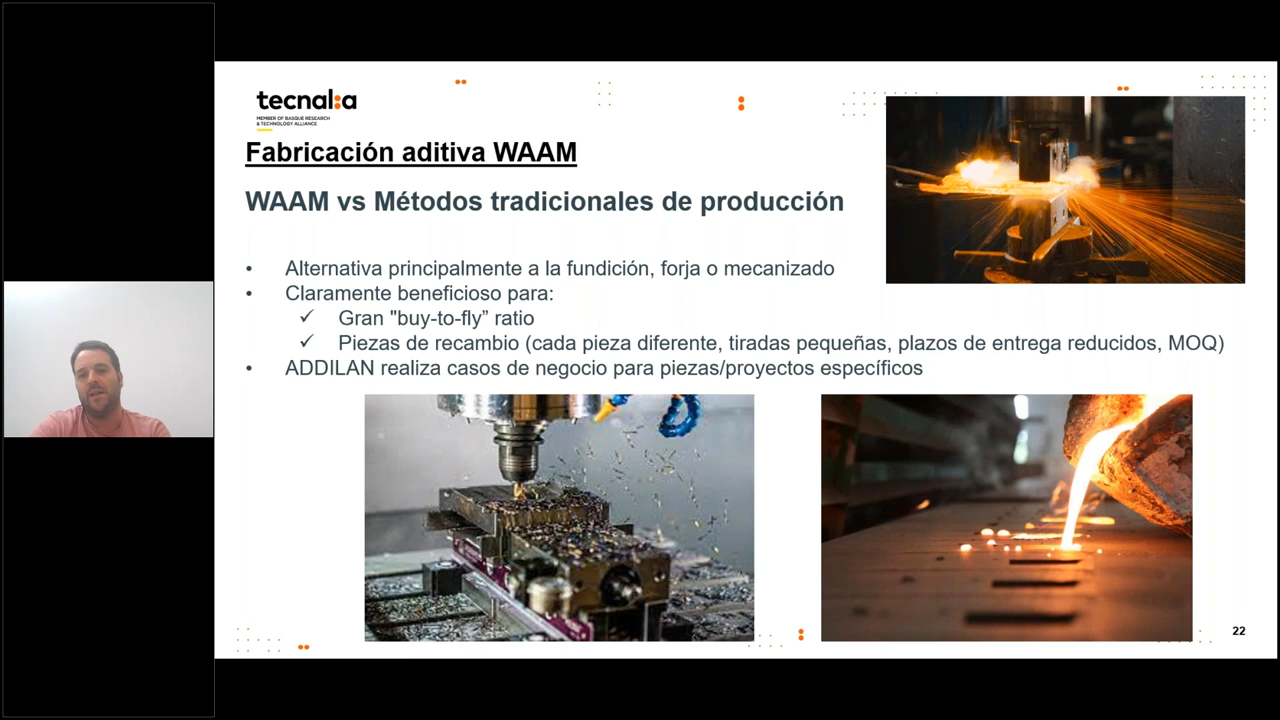 tecnalia
MEMBER OF BASQUE RESEARCH
& TECHNOLOGY ALLIANCE
Fabricación aditiva WAAM
WAAM vs Métodos tradicionales de producción
• Alternativa principalmente a la fundición, forja o mecanizado
• Claramente beneficioso para:
✓ Gran "buy-to-fly” ratio
✓ Piezas de recambio (cada pieza diferente, tiradas pequeñas, plazos de entrega reducidos, MOQ)
• ADDILAN realiza casos de negocio para piezas/proyectos específicos
22